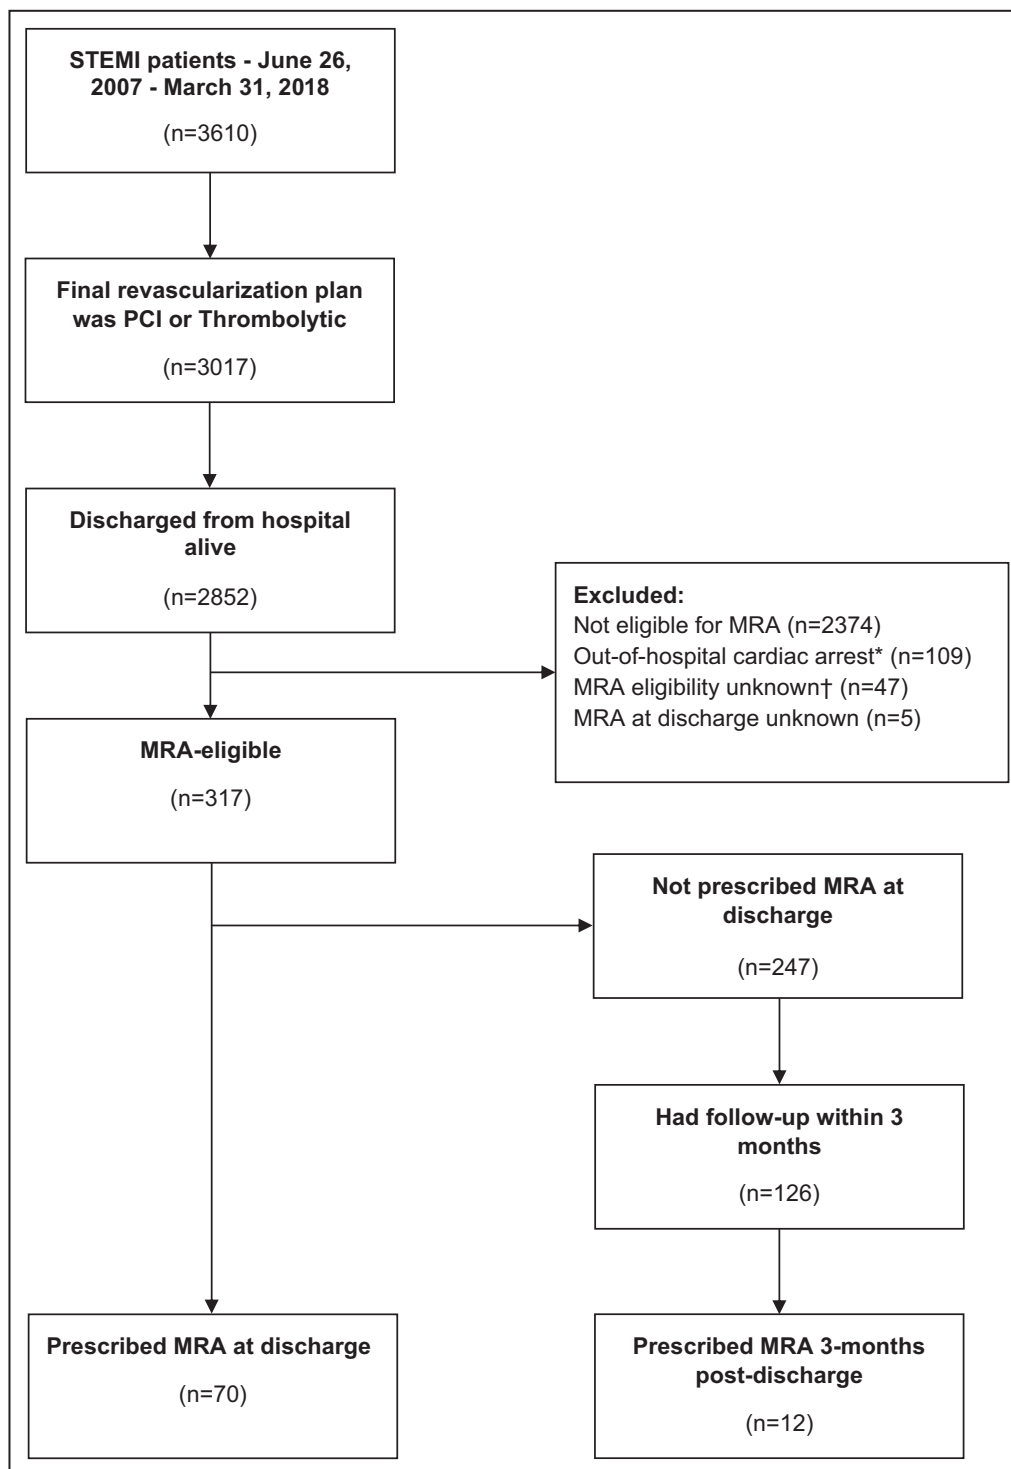 STEMI patients - June 26,
2007 - March 31, 2018
(n=3610)
Final revascularization plan
was PCI or Thrombolytic
(n=3017)
Discharged from hospital
alive
(n=2852)
Excluded:
Not eligible for MRA (n=2374)
Out-of-hospital cardiac arrest* (n=109)
MRA eligibility unknown† (n=47)
MRA at discharge unknown (n=5)
MRA-eligible
(n=317)
Not prescribed MRA at
discharge
(n=247)
Had follow-up within 3
months
(n=126)
Prescribed MRA at discharge
(n=70)
Prescribed MRA 3-months
post-discharge
(n=12)